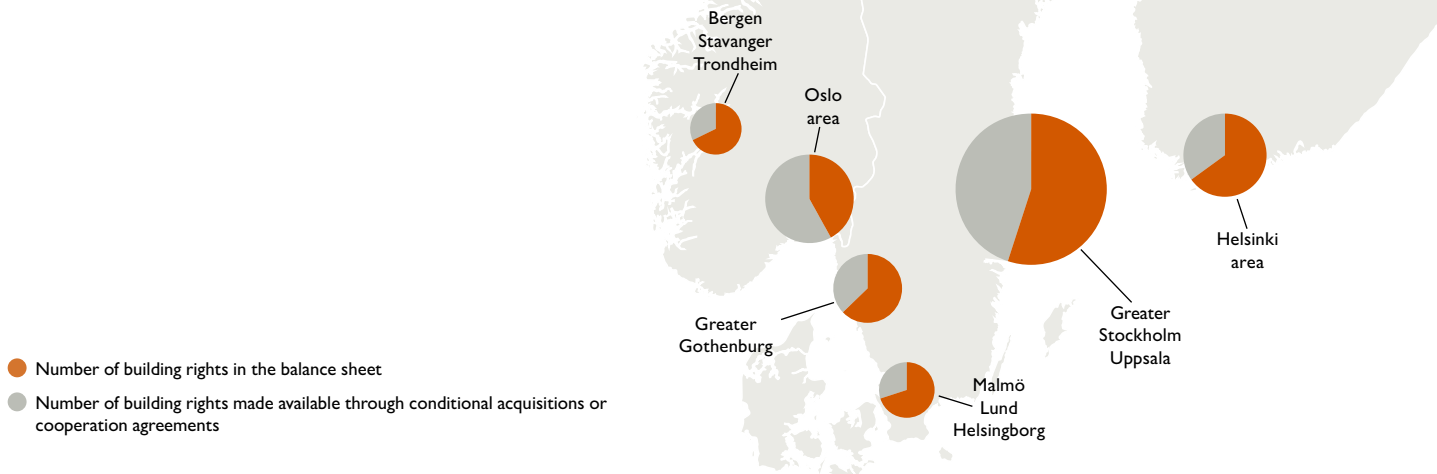 Bergen
Stavanger
Trondheim
Oslo
area
Helsinki
area
Greater
Stockholm
Uppsala
Greater
Gothenburg
Malmö
Lund
Helsingborg
Number of building rights in the balance sheet
Number of building rights made available through conditional acquisitions or
cooperation agreements